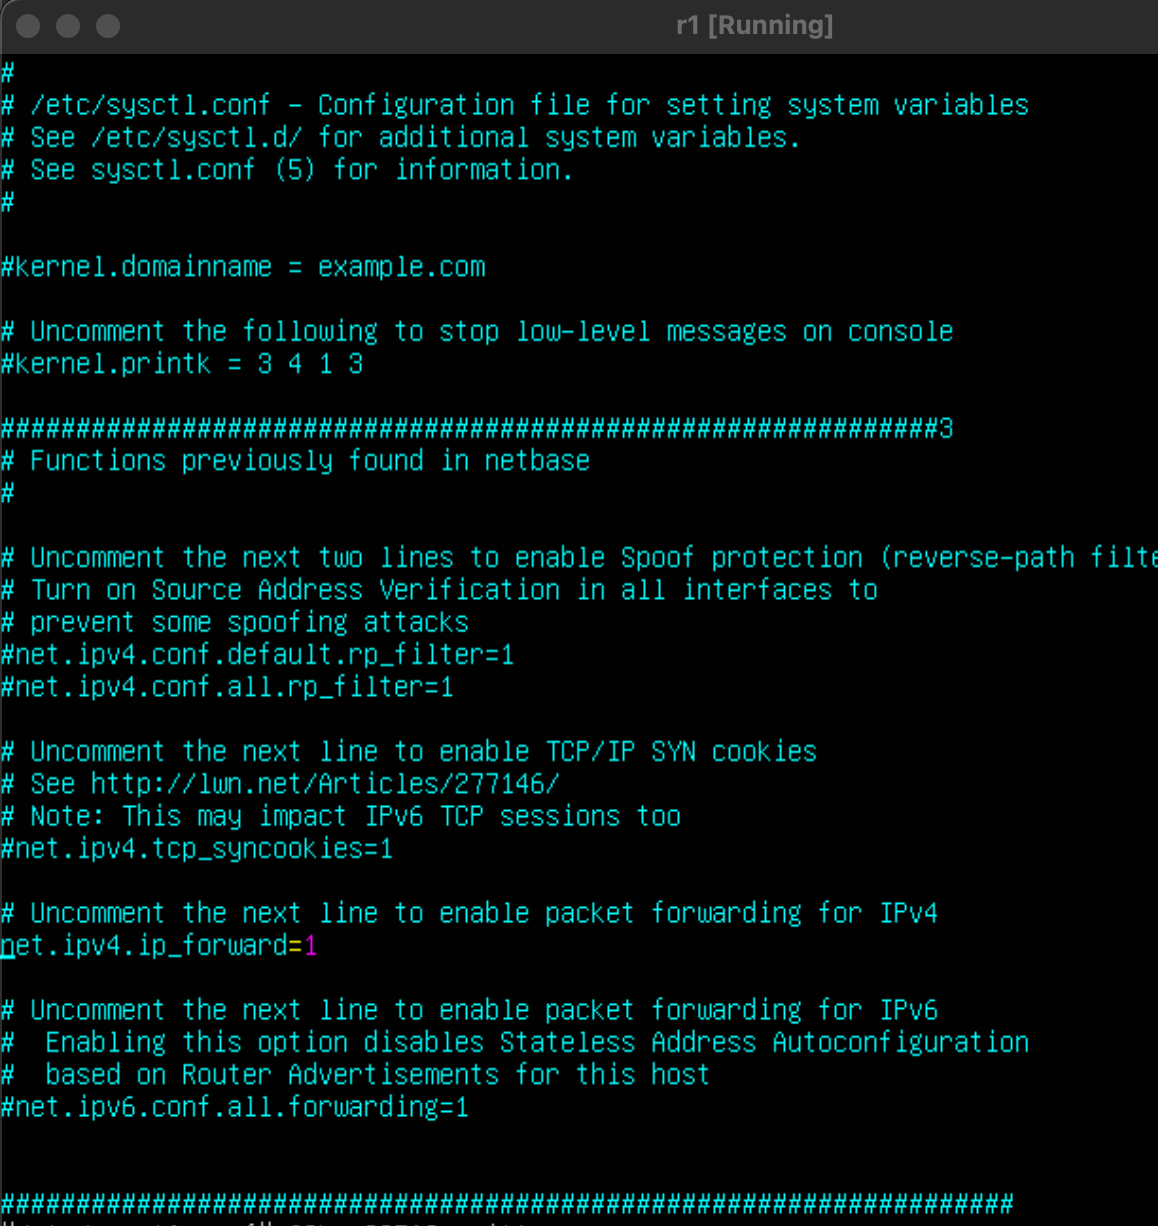 r1 [Running]
#
# /etc/sysctl.conf - Configuration file for setting system variables
# See /etc/sysctl.d/ for additional system variables.
# See sysctl.conf (5) for information.
#
#kernel.domainname = example.com
# Uncomment the following to stop low-level messages on console
#kernel.printk = 3 4 1 3
##############################################################3
# Functions previously found in netbase
#
# Uncomment the next two lines to enable Spoof protection (reverse-path filte
# Turn on Source Address Verification in all interfaces to
# prevent some spoofing attacks
#net.ipv4.conf.default.rp_filter=1
#net.ipv4.conf.all.rp_filter=1
# Uncomment the next line to enable TCP/IP SYN cookies
# See http://lwn.net/Articles/277146/
# Note: This may impact IPv6 TCP sessions too
#net.ipv4.tcp_syncookies=1
# Uncomment the next line to enable packet forwarding for IPv4
net.ipv4.ip_forward=1
# Uncomment the next line to enable packet forwarding for IPv6
#  Enabling this option disables Stateless Address Autoconfiguration
#  based on Router Advertisements for this host
#net.ipv6.conf.all.forwarding=1
###################################################################